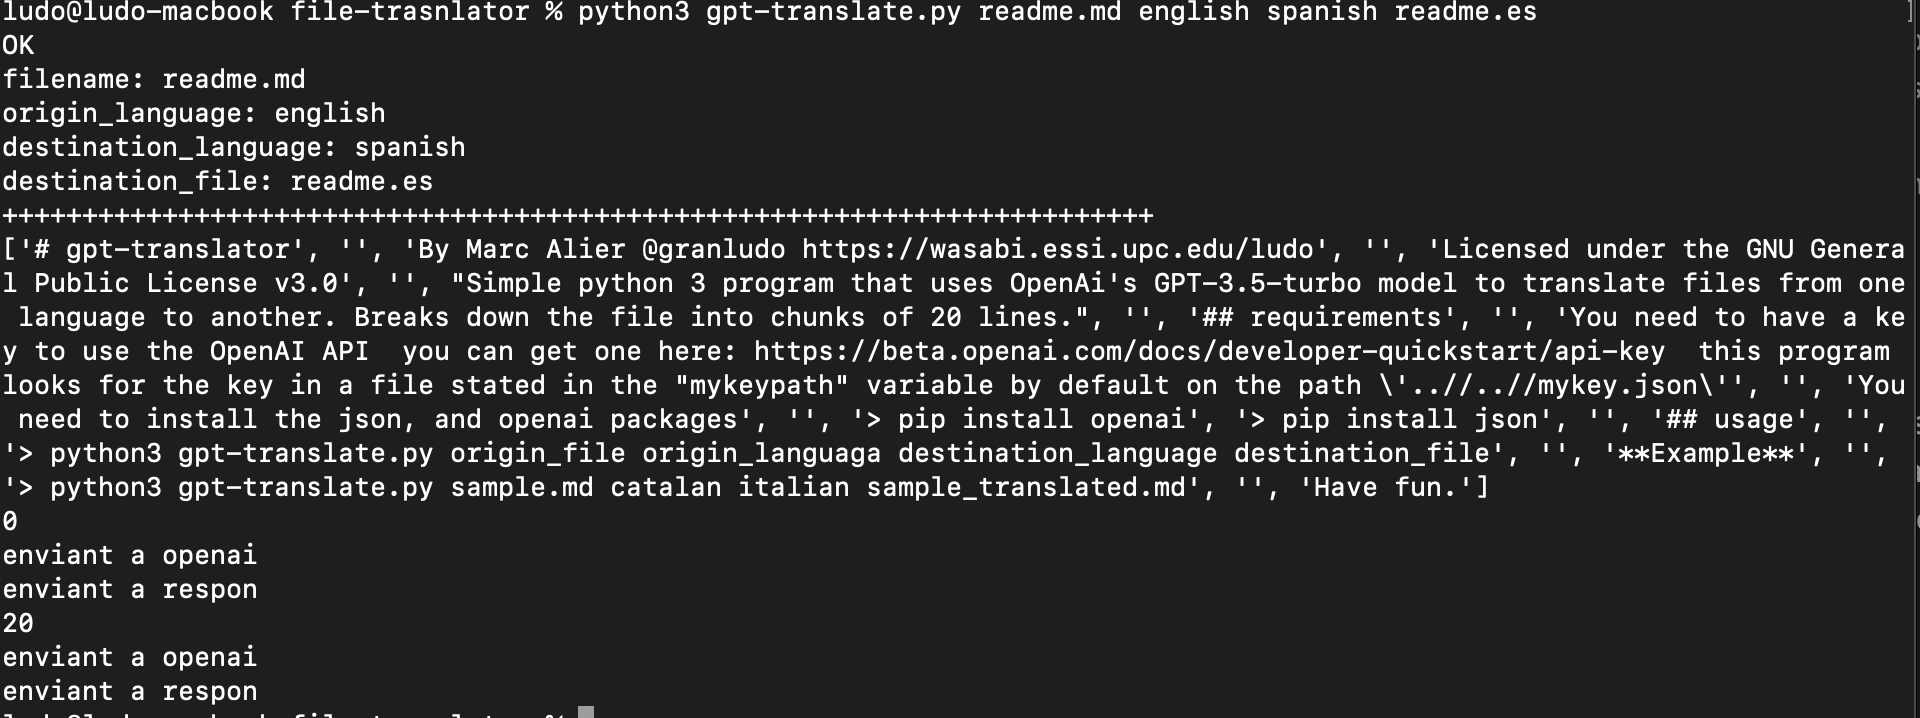 ludo@ludo-macbook file-trasnlator % python3 gpt-translate.py readme.md english spanish readme.es
OK
filename: readme.md
origin_language: english
destination_language: spanish
destination_file: readme.es
++++++++++++++++++++++++++++++++++++++++++++++++++++++++++++++++++++++++
['# gpt-translator', '', 'By Marc Alier @granludo https://wasabi.essi.upc.edu/ludo', '', 'Licensed under the GNU Genera
l Public License v3.0', '', "Simple python 3 program that uses OpenAi's GPT-3.5-turbo model to translate files from one
 language to another. Breaks down the file into chunks of 20 lines.", '', '## requirements', '', 'You need to have a ke
y to use the OpenAI API  you can get one here: https://beta.openai.com/docs/developer-quickstart/api-key  this program
looks for the key in a file stated in the "mykeypath" variable by default on the path \'..//..//mykey.json\'', '', 'You
 need to install the json, and openai packages', '', '> pip install openai', '> pip install json', '', '## usage', '',
'> python3 gpt-translate.py origin_file origin_languaga destination_language destination_file', '', '**Example**', '',
'> python3 gpt-translate.py sample.md catalan italian sample_translated.md', '', 'Have fun.']
0
enviant a openai
enviant a respon
20
enviant a openai
enviant a respon